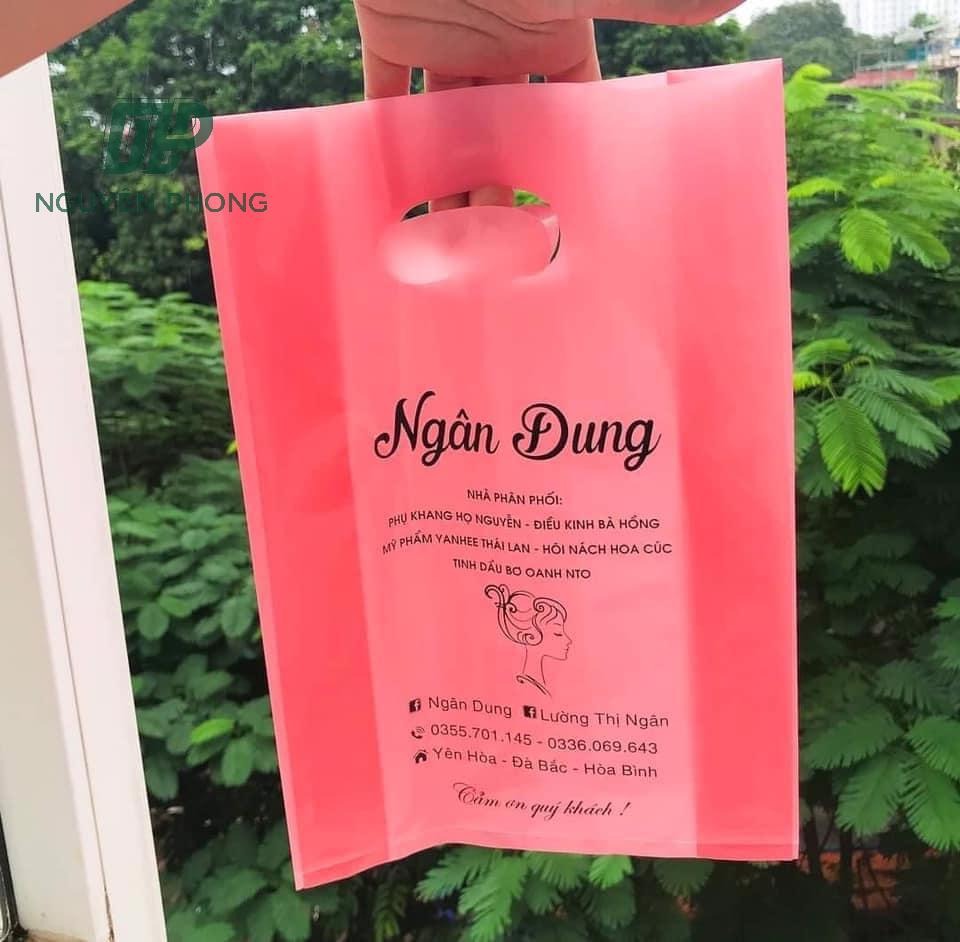 NGUYEN PHONG
Ngân Dung
NHÀ PHÂN PHỐI:
PHỤ KHANG HỌ NGUYỄN - ĐIỀU KINH BÀ HỒNG
MỸ PHẨM YANHEE THÁI LAN - HÔI NÁCH HOA CÚC
TINH DẦU BƠ OANH NTO
Ngân Dung Lường Thị Ngân
0355.701.145 - 0336.069.643
Yên Hòa - Đà Bắc - Hòa Bình
Cảm ơn quý khách !